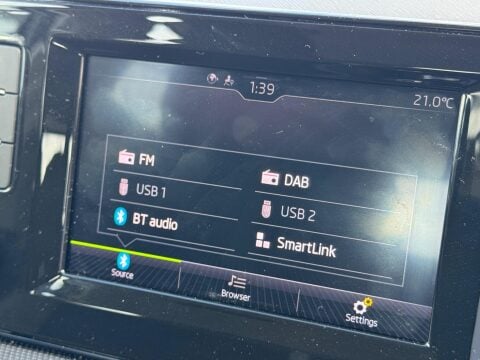 1:39
21.0°C
FM
DAB
USB 1
USB 2
BT audio
SmartLink
Source
Browser
Settings